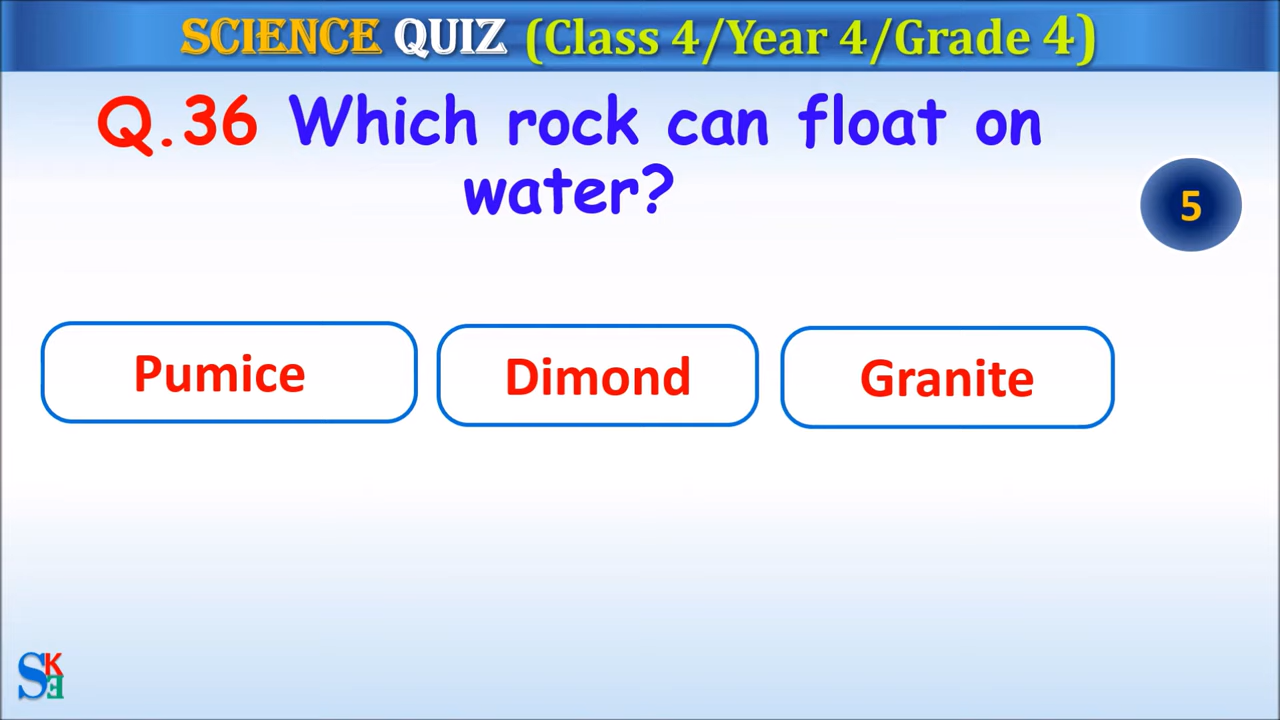 SCIENCE QUIZ (Class 4/Year 4/Grade 4)
Q.36 Which rock can float on
water?
5
Pumice Dimond Granite
SKE